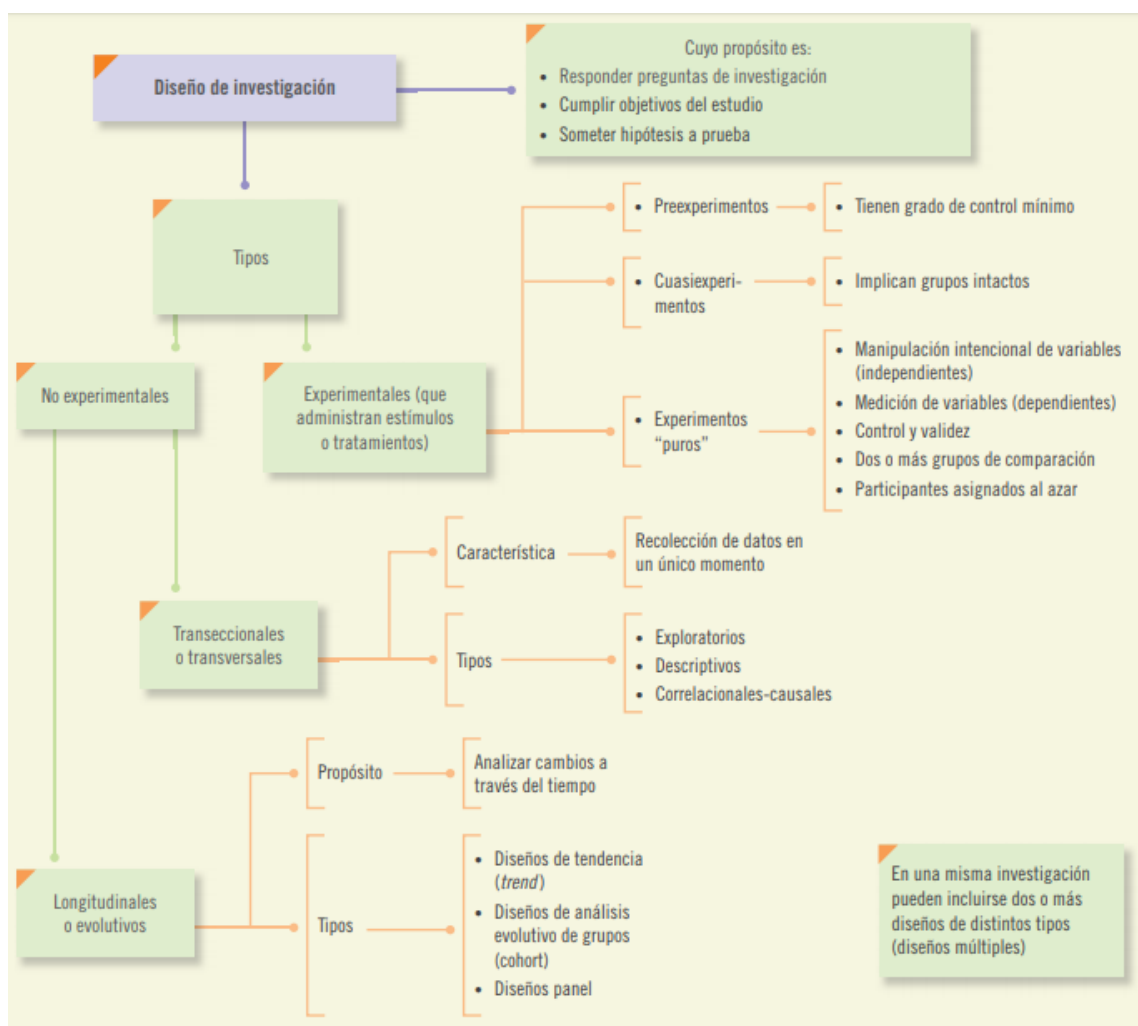 Diseño de investigación
Cuyo propósito es:
• Responder preguntas de investigación
• Cumplir objetivos del estudio
• Someter hipótesis a prueba
Tipos
• Preexperimentos
• Tienen grado de control mínimo
• Cuasiexperi-
mentos
• Implican grupos intactos
No experimentales
Experimentales (que
administran estímulos
o tratamientos)
• Experimentos
“puros”
• Manipulación intencional de variables
(independientes)
• Medición de variables (dependientes)
• Control y validez
• Dos o más grupos de comparación
• Participantes asignados al azar
Transeccionales
o transversales
Característica
Recolección de datos en
un único momento
Tipos
• Exploratorios
• Descriptivos
• Correlacionales-causales
Longitudinales
o evolutivos
Propósito
Analizar cambios a
través del tiempo
Tipos
• Diseños de tendencia
(trend)
• Diseños de análisis
evolutivo de grupos
(cohort)
• Diseños panel
En una misma investigación
pueden incluirse dos o más
diseños de distintos tipos
(diseños múltiples)